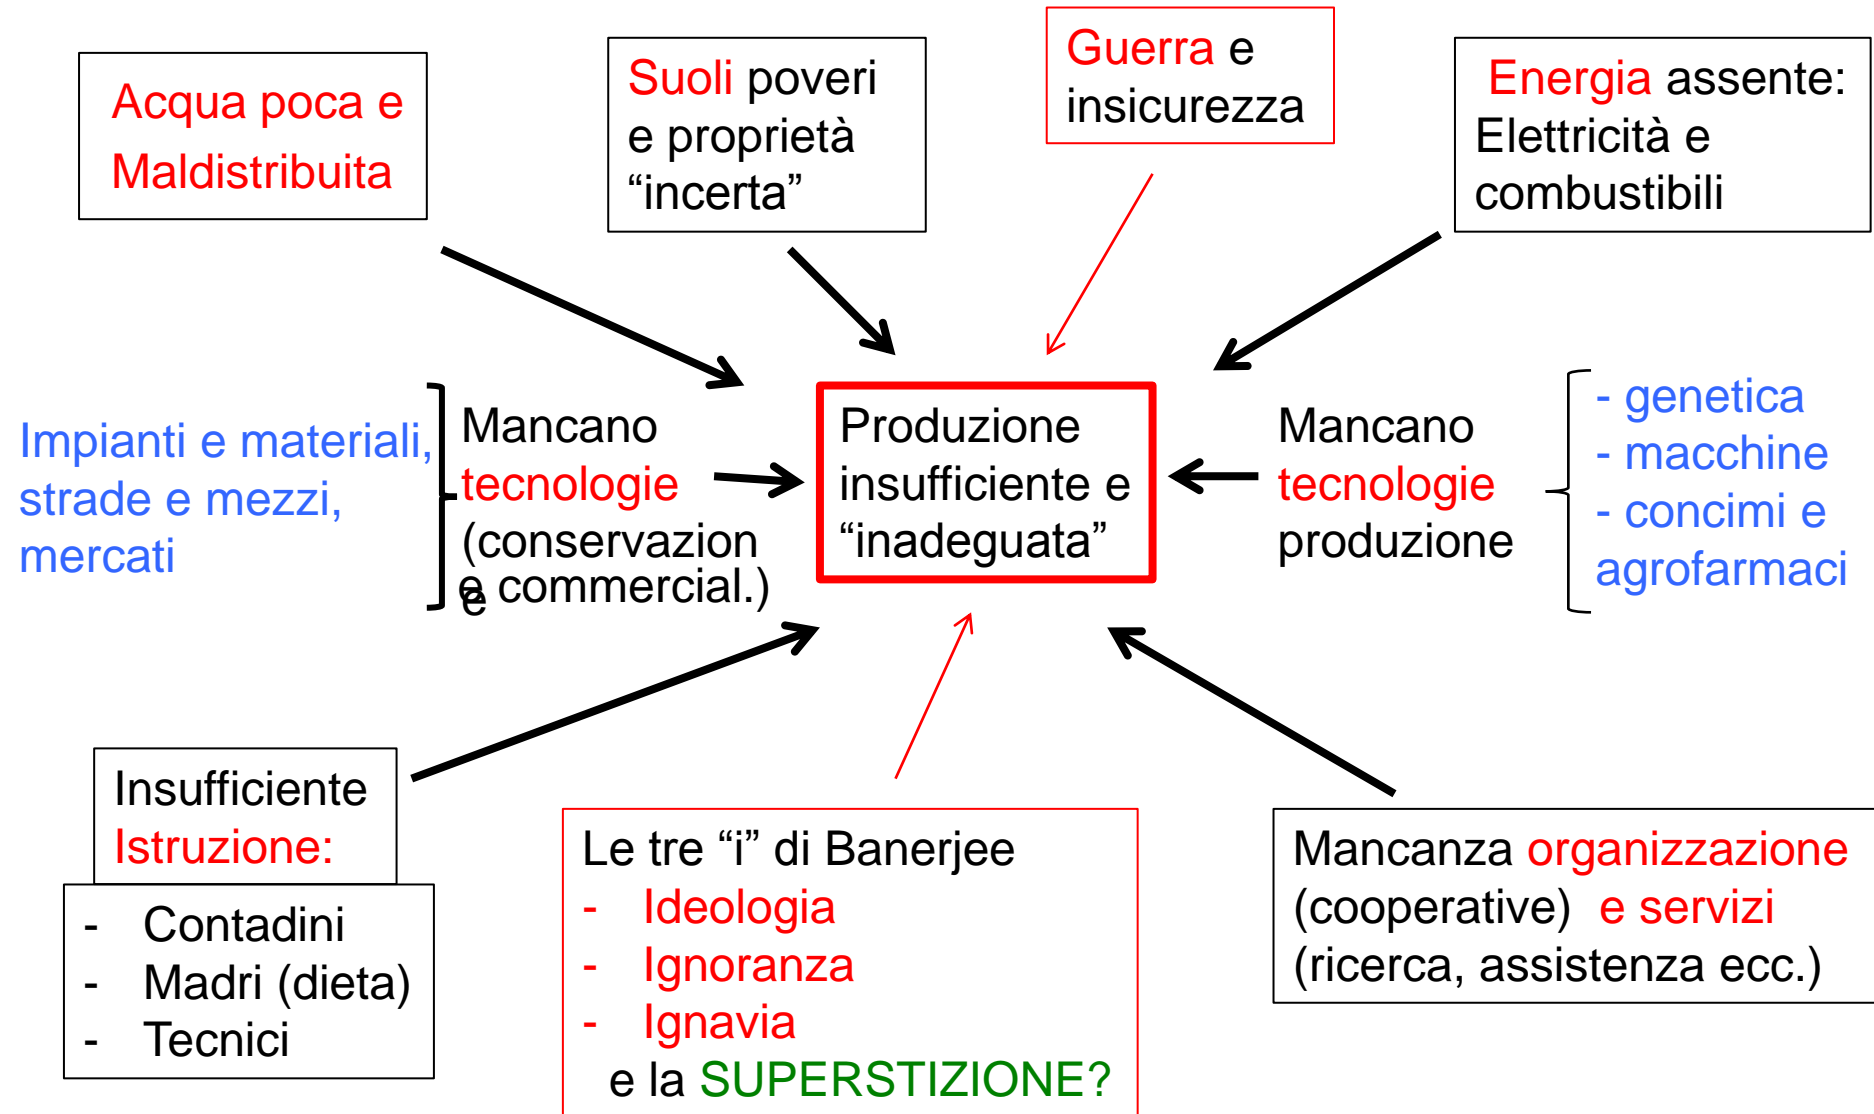 Acqua poca e
Maldistribuita
Suoli poveri
e proprietà
“incerta”
Guerra e
insicurezza
Energia assente:
Elettricità e
combustibili
Impianti e materiali,
strade e mezzi,
mercati
Mancano
tecnologie
(conservazion
e
e commercial.)
Produzione
insufficiente e
“inadeguata”
Mancano
tecnologie
produzione
- genetica
- macchine
- concimi e
agrofarmaci
Insufficiente
Istruzione:
- Contadini
- Madri (dieta)
- Tecnici
Le tre “i” di Banerjee
- Ideologia
- Ignoranza
- Ignavia
e la SUPERSTIZIONE?
Mancanza organizzazione
(cooperative) e servizi
(ricerca, assistenza ecc.)